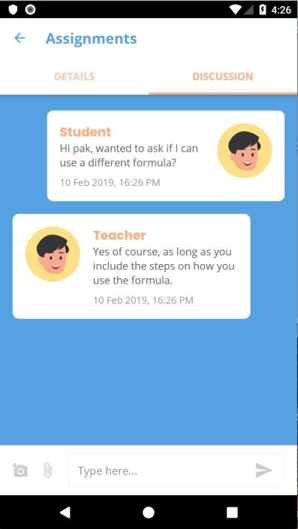 4:26
Assignments
DETAILS
DISCUSSION
Student
Hi pak, wanted to ask if I can
use a different formula?
10 Feb 2019, 16:26 PM
Teacher
Yes of course, as long as you
include the steps on how you
use the formula.
10 Feb 2019, 16:26 PM
Type here...